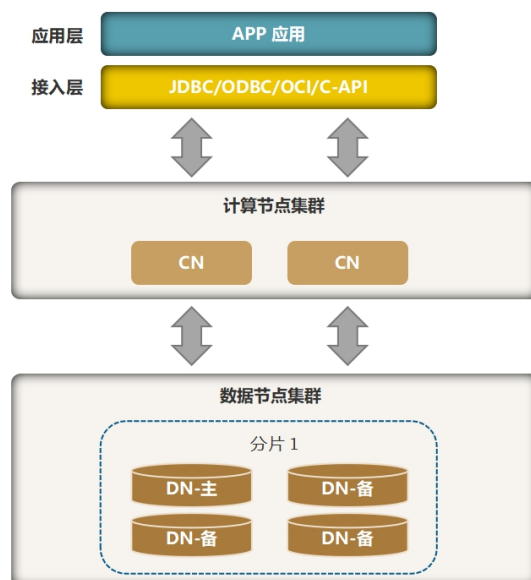 应用层 APP 应用
接入层 JDBC/ODBC/OCI/C-API
计算节点集群
CN CN
数据节点集群
分片 1
DN-主 DN-备
DN-备 DN-备